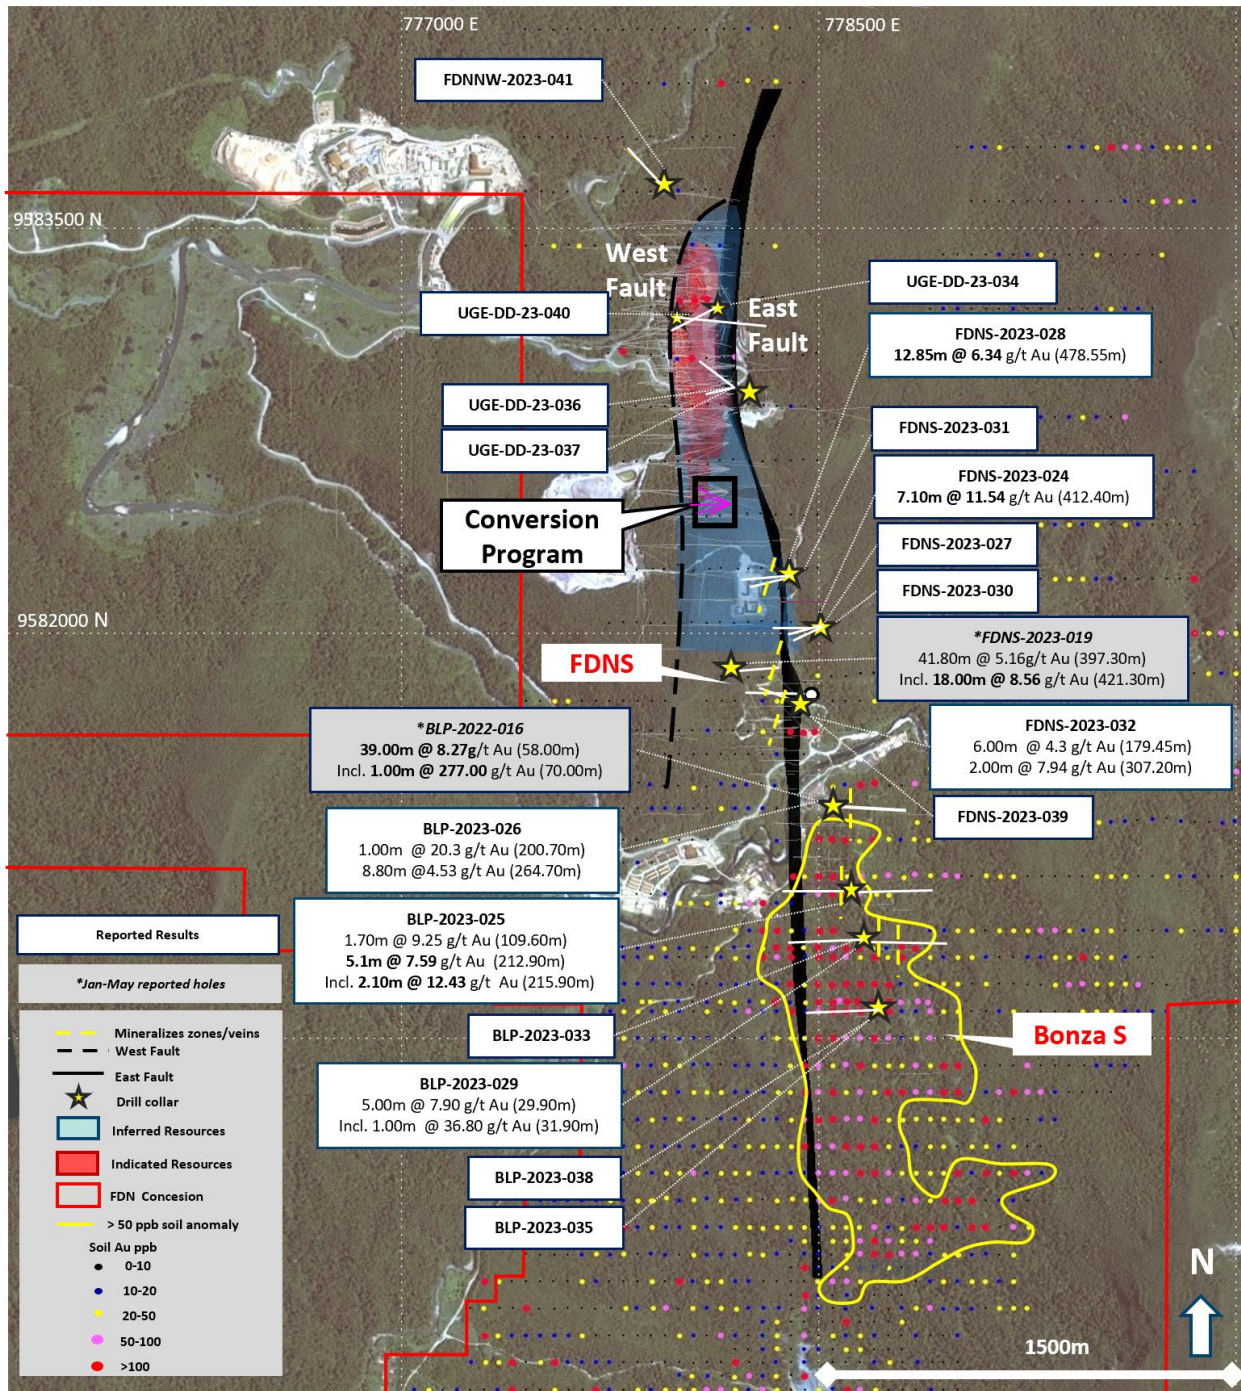 777000 E
778500 E
FDNNW-2023-041
9583500 N
West
Fault
UGE-DD-23-034
UGE-DD-23-040
East
Fault
FDNS-2023-028
12.85m @ 6.34 g/t Au (478.55m)
UGE-DD-23-036
FDNS-2023-031
UGE-DD-23-037
FDNS-2023-024
7.10m @ 11.54 g/t Au (412.40m)
Conversion
Program
FDNS-2023-027
FDNS-2023-030
9582000 N
*FDNS-2023-019
41.80m @ 5.16g/t Au (397.30m)
Incl. 18.00m @ 8.56 g/t Au (421.30m)
FDNS
*BLP-2022-016
39.00m @ 8.27g/t Au (58.00m)
Incl. 1.00m @ 277.00 g/t Au (70.00m)
FDNS-2023-032
6.00m @ 4.3 g/t Au (179.45m)
2.00m @ 7.94 g/t Au (307.20m)
FDNS-2023-039
BLP-2023-026
1.00m @ 20.3 g/t Au (200.70m)
8.80m @4.53 g/t Au (264.70m)
BLP-2023-025
1.70m @ 9.25 g/t Au (109.60m)
5.1m @ 7.59 g/t Au (212.90m)
Incl. 2.10m @ 12.43 g/t Au (215.90m)
Reported Results
*Jan-May reported holes
BLP-2023-033
Bonza S
BLP-2023-029
5.00m @ 7.90 g/t Au (29.90m)
Incl. 1.00m @ 36.80 g/t Au (31.90m)
BLP-2023-038
BLP-2023-035
Mineralizes zones/veins
West Fault
East Fault
Drill collar
Inferred Resources
Indicated Resources
FDN Concesion
> 50 ppb soil anomaly
Soil Au ppb
0-10
10-20
20-50
50-100
>100
N
1500m